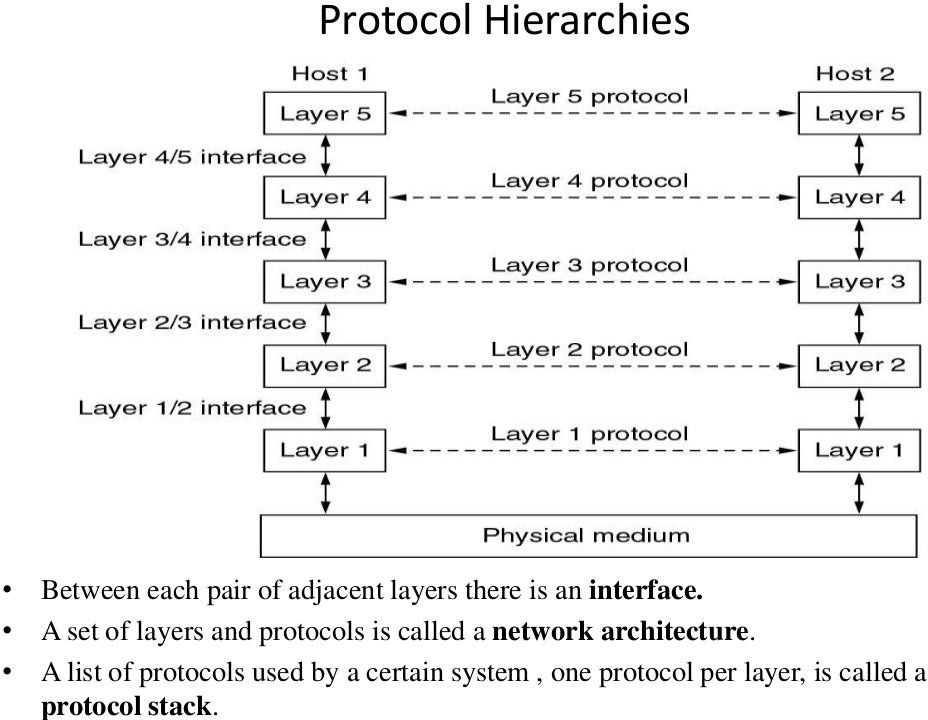 Protocol Hierarchies
Host 1
Host 2
Layer 5
Layer 5 protocol
Layer 5
Layer 4/5 interface
Layer 4
Layer 4 protocol
Layer 4
Layer 3/4 interface
Layer 3
Layer 3 protocol
Layer 3
Layer 2/3 interface
Layer 2
Layer 2 protocol
Layer 2
Layer 1/2 interface
Layer 1
Layer 1 protocol
Layer 1
Physical medium
• Between each pair of adjacent layers there is an interface.
• A set of layers and protocols is called a network architecture.
• A list of protocols used by a certain system , one protocol per layer, is called a
protocol stack.